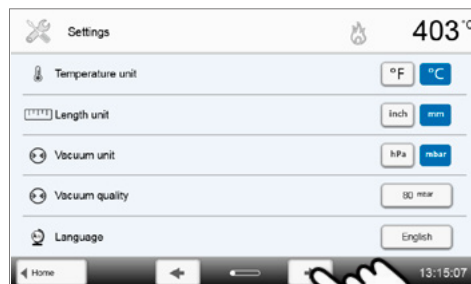 Settings
403 °C
Temperature unit
°F °C
Length unit
inch mm
Vacuum unit
hPa mbar
Vacuum quality
80 mbar
Language
English
Home
13:15:07